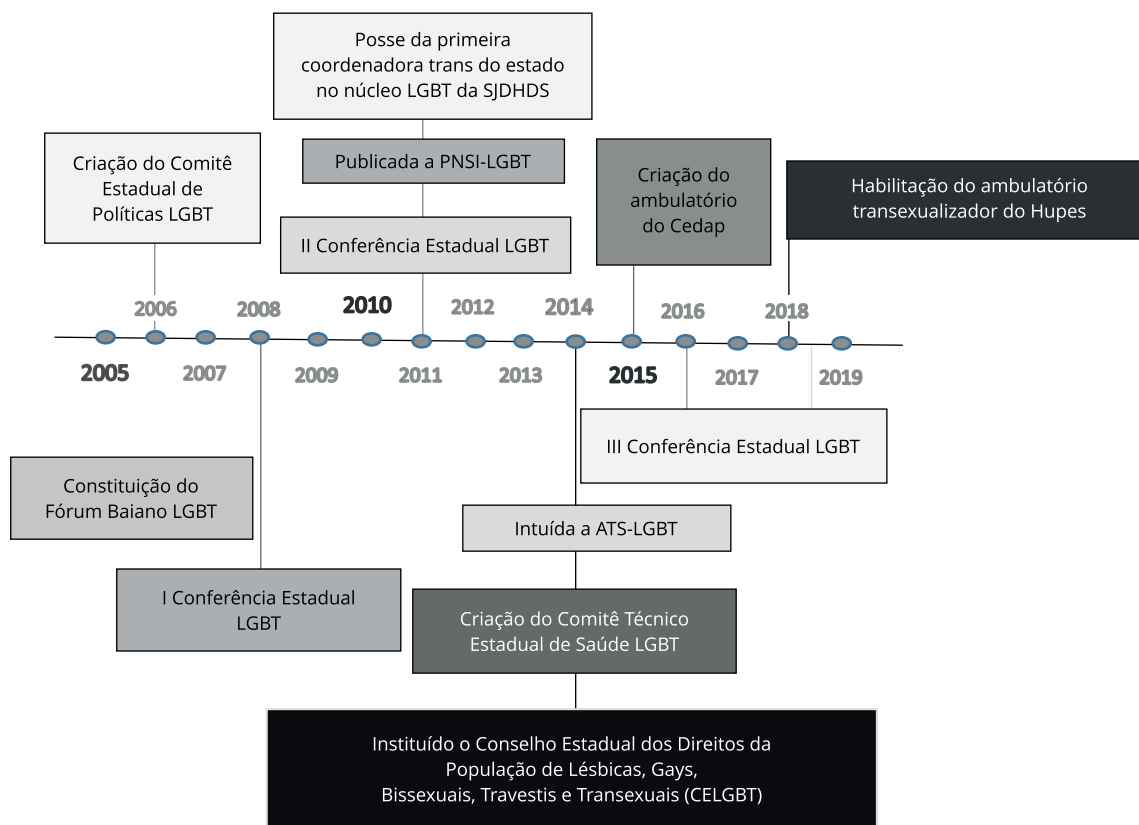 Posse da primeira
coordenadora trans do estado
no núcleo LGBT da SJDHDS
Criação do Comitê
Estadual de
Políticas LGBT
Publicada a PNSI-LGBT
Criação do
ambulatório
do Cedap
Habilitação do ambulatório
transexualizador do Hupes
II Conferência Estadual LGBT
2006
2008
2010
2012
2014
2016
2018
2005
2007
2009
2011
2013
2015
2017
2019
III Conferência Estadual LGBT
Constituição do
Fórum Baiano LGBT
Intuída a ATS-LGBT
I Conferência Estadual
LGBT
Criação do Comitê Técnico
Estadual de Saúde LGBT
Instituído o Conselho Estadual dos Direitos da
População de Lésbicas, Gays,
Bissexuais, Travestis e Transexuais (CELGBT)